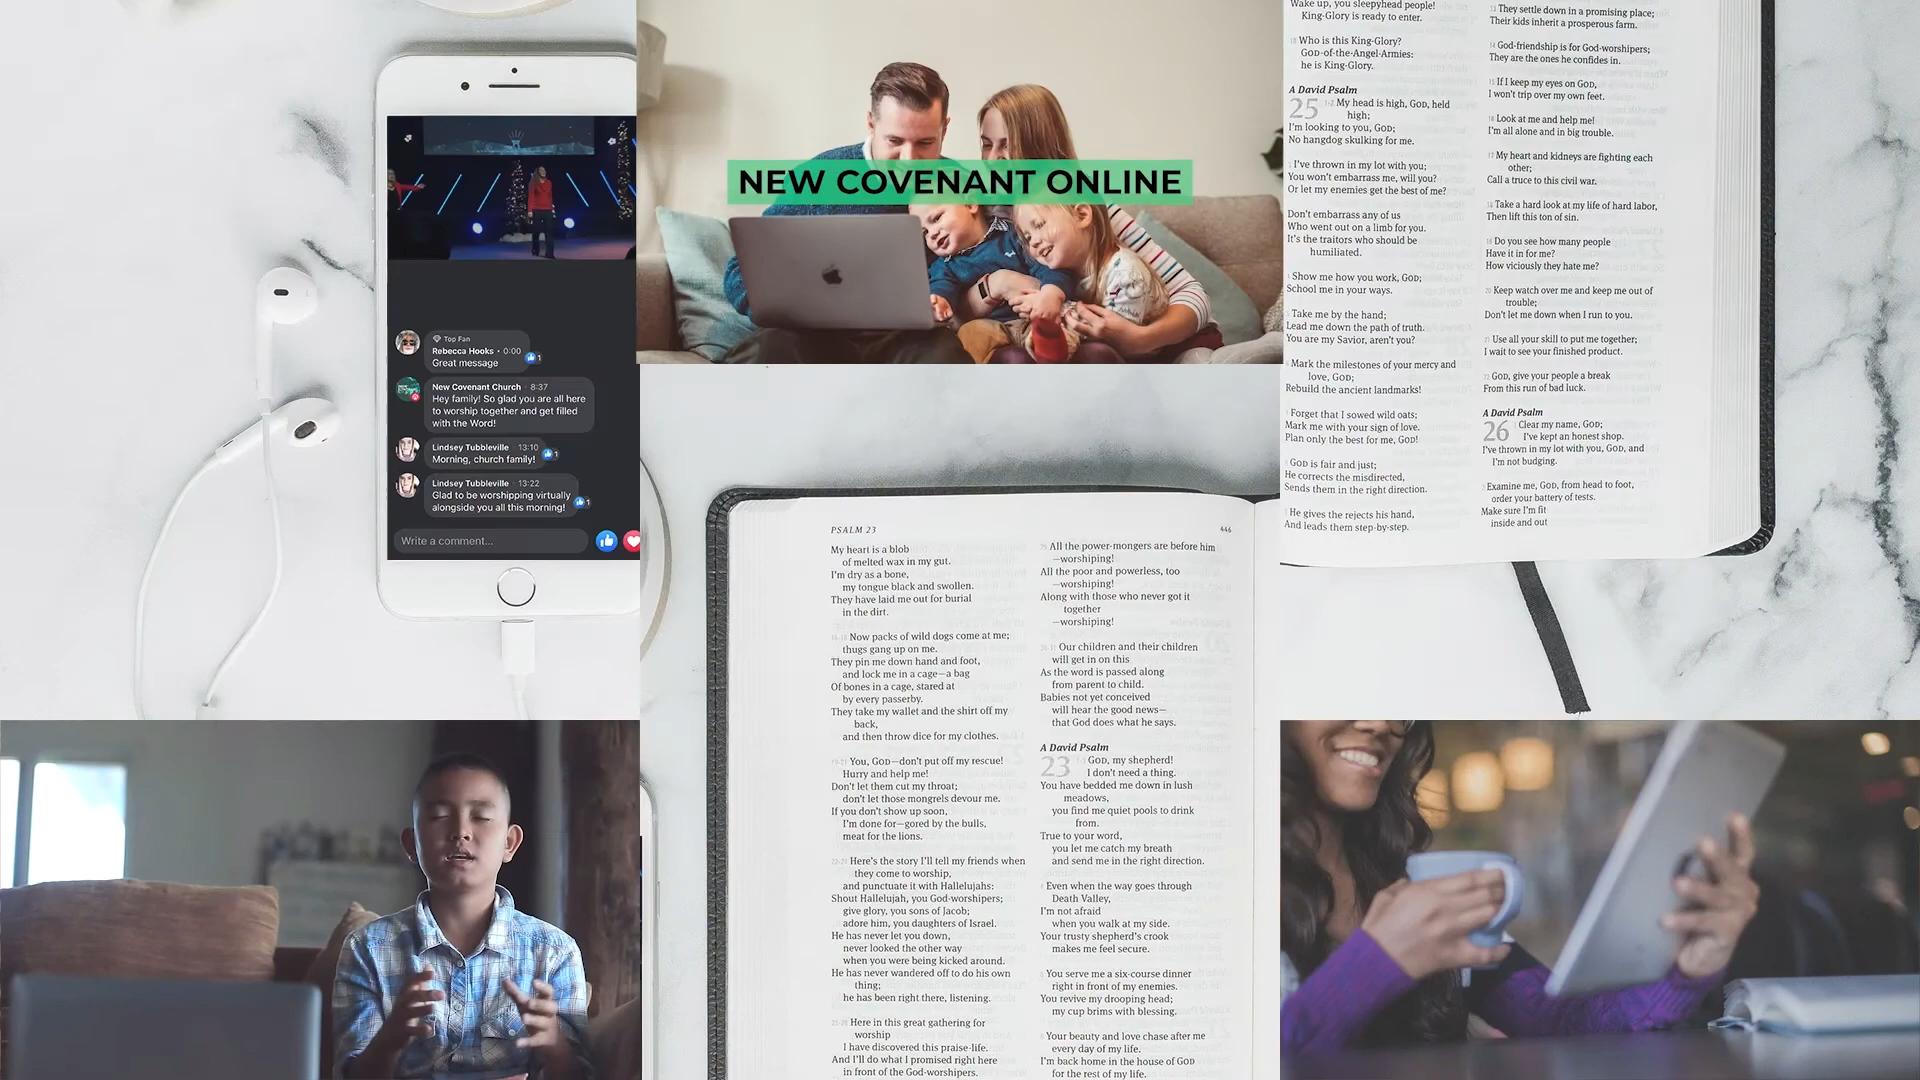 Top Fan
Rebecca Hooks • 0:00
Great message
1
New Covenant Church · 8:37
Hey family! So glad you are all here
to worship together and get filled
with the Word!
Lindsey Tubbleville · 13:10
Morning, church family!
1
Lindsey Tubbleville · 13:22
Glad to be worshipping virtually
alongside you all this morning!
1
Write a comment...
NEW COVENANT ONLINE
Wake up, you sleepyhead people!
King-Glory is ready to enter.
Who is this King-Glory?
GOD-of-the-Angel-Armies:
he is King-Glory.
A David Psalm
25 1-2 My head is high, GOD, held
high;
I'm looking to you, GOD;
No hangdog skulking for me.
I've thrown in my lot with you;
You won't embarrass me, will you?
Or let my enemies get the best of me?
Don't embarrass any of us
Who went out on a limb for you.
It's the traitors who should be
humiliated.
Show me how you work, GOD;
School me in your ways.
Take me by the hand;
Lead me down the path of truth.
You are my Savior, aren't you?
Mark the milestones of your mercy and
love, GOD;
Rebuild the ancient landmarks!
Forget that I sowed wild oats;
Mark me with your sign of love.
Plan only the best for me, GOD!
GOD is fair and just;
He corrects the misdirected,
Sends them in the right direction.
He gives the rejects his hand,
And leads them step-by-step.
They settle down in a promising place;
Their kids inherit a prosperous farm.
God-friendship is for God-worshipers;
They are the ones he confides in.
If I keep my eyes on GOD,
I won't trip over my own feet.
Look at me and help me!
I'm all alone and in big trouble.
My heart and kidneys are fighting each
other;
Call a truce to this civil war.
Take a hard look at my life of hard labor,
Then lift this ton of sin.
Do you see how many people
Have it in for me?
How viciously they hate me?
Keep watch over me and keep me out of
trouble;
Don't let me down when I run to you.
Use all your skill to put me together;
I wait to see your finished product.
GOD, give your people a break
From this run of bad luck.
A David Psalm
26 Clear my name, GOD;
I've kept an honest shop.
I've thrown in my lot with you, GOD, and
I'm not budging.
Examine me, GOD, from head to foot,
order your battery of tests.
Make sure I'm fit
inside and out
PSALM 23
446
My heart is a blob
of melted wax in my gut.
I'm dry as a bone,
my tongue black and swollen.
They have laid me out for burial
in the dirt.
Now packs of wild dogs come at me;
thugs gang up on me.
They pin me down hand and foot,
and lock me in a cage—a bag
Of bones in a cage, stared at
by every passerby.
They take my wallet and the shirt off my
back,
and then throw dice for my clothes.
You, GOD—don't put off my rescue!
Hurry and help me!
Don't let them cut my throat;
don't let those mongrels devour me.
If you don't show up soon,
I'm done for—gored by the bulls,
meat for the lions.
Here's the story I'll tell my friends when
they come to worship,
and punctuate it with Hallelujahs:
Shout Hallelujah, you God-worshipers;
give glory, you sons of Jacob;
adore him, you daughters of Israel.
He has never let you down,
never looked the other way
when you were being kicked around.
He has never wandered off to do his own
thing;
he has been right there, listening.
Here in this great gathering for
worship
I have discovered this praise-life.
And I'll do what I promised right here
in front of the God-worshipers.
All the power-mongers are before him
—worshiping!
All the poor and powerless, too
—worshiping!
Along with those who never got it
together
—worshiping!
Our children and their children
will get in on this
As the word is passed along
from parent to child.
Babies not yet conceived
will hear the good news—
that God does what he says.
A David Psalm
23 GOD, my shepherd!
I don't need a thing.
You have bedded me down in lush
meadows,
you find me quiet pools to drink
from.
True to your word,
you let me catch my breath
and send me in the right direction.
Even when the way goes through
Death Valley,
I'm not afraid
when you walk at my side.
Your trusty shepherd's crook
makes me feel secure.
You serve me a six-course dinner
right in front of my enemies.
You revive my drooping head;
my cup brims with blessing.
Your beauty and love chase after me
every day of my life.
I'm back home in the house of GOD
for the rest of my life.